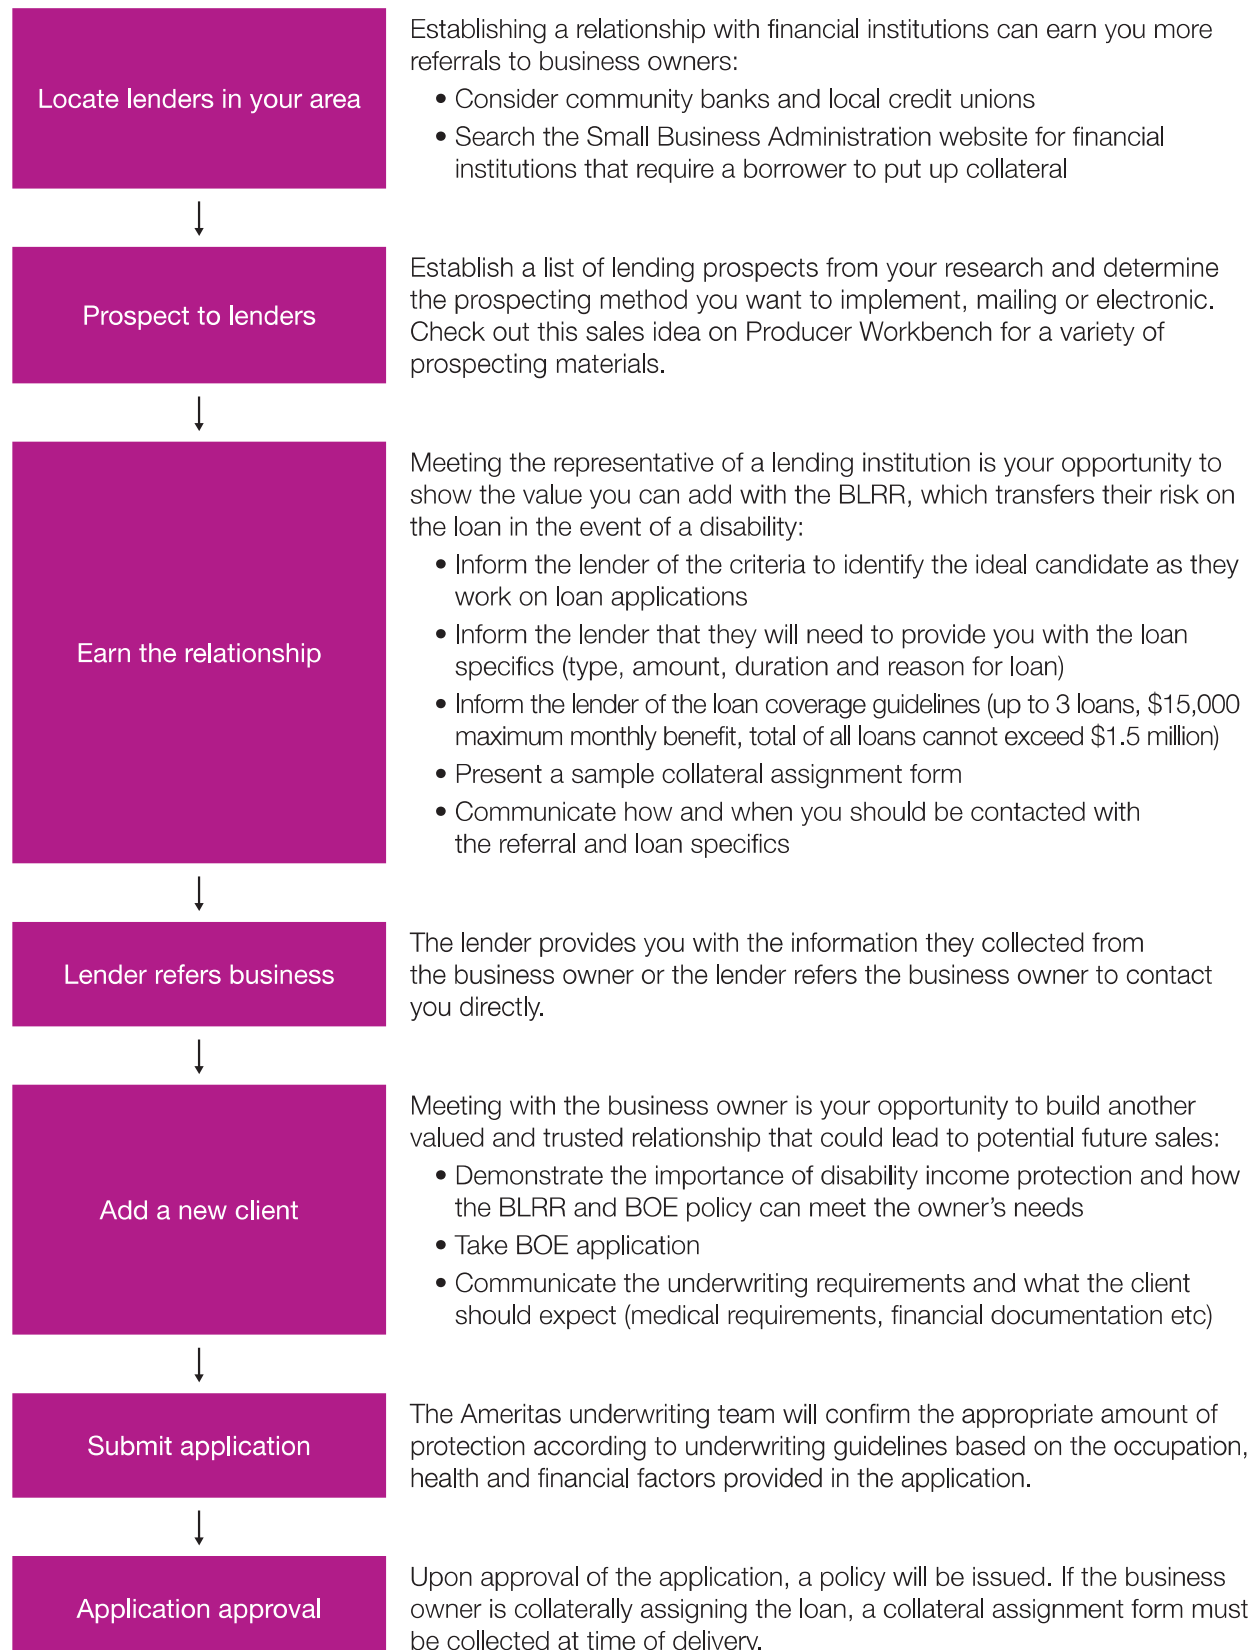 Locate lenders in your area
Establishing a relationship with financial institutions can earn you more
referrals to business owners:
• Consider community banks and local credit unions
• Search the Small Business Administration website for financial
institutions that require a borrower to put up collateral
Prospect to lenders
Establish a list of lending prospects from your research and determine
the prospecting method you want to implement, mailing or electronic.
Check out this sales idea on Producer Workbench for a variety of
prospecting materials.
Earn the relationship
Meeting the representative of a lending institution is your opportunity to
show the value you can add with the BLRR, which transfers their risk on
the loan in the event of a disability:
• Inform the lender of the criteria to identify the ideal candidate as they
work on loan applications
• Inform the lender that they will need to provide you with the loan
specifics (type, amount, duration and reason for loan)
• Inform the lender of the loan coverage guidelines (up to 3 loans, $15,000
maximum monthly benefit, total of all loans cannot exceed $1.5 million)
• Present a sample collateral assignment form
• Communicate how and when you should be contacted with
the referral and loan specifics
Lender refers business
The lender provides you with the information they collected from
the business owner or the lender refers the business owner to contact
you directly.
Add a new client
Meeting with the business owner is your opportunity to build another
valued and trusted relationship that could lead to potential future sales:
• Demonstrate the importance of disability income protection and how
the BLRR and BOE policy can meet the owner's needs
• Take BOE application
• Communicate the underwriting requirements and what the client
should expect (medical requirements, financial documentation etc)
Submit application
The Ameritas underwriting team will confirm the appropriate amount of
protection according to underwriting guidelines based on the occupation,
health and financial factors provided in the application.
Application approval
Upon approval of the application, a policy will be issued. If the business
owner is collaterally assigning the loan, a collateral assignment form must
be collected at time of delivery.